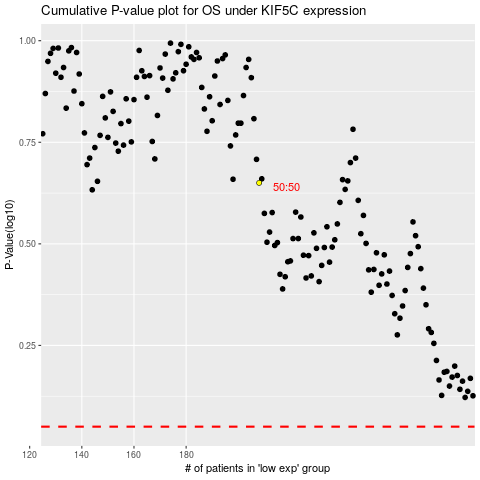 Cumulative P-value plot for OS under KIF5C expression
1.00
0.75
50:50
0.50
0.25
P-Value(log10)
120 140 160 180
# of patients in 'low exp' group